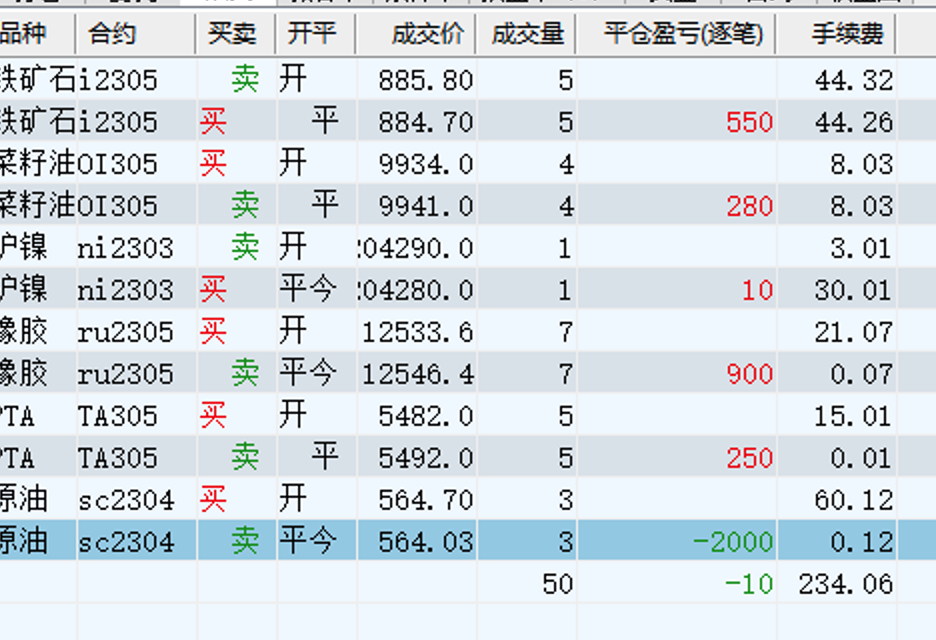 品种 合约 买卖 开平 成交价 成交量 平仓盈亏(逐笔) 手续费
铁矿石 i2305 卖 开 885.80 5 44.32
铁矿石 i2305 买 平 884.70 5 550 44.26
菜籽油 OI305 买 开 9934.0 4 8.03
菜籽油 OI305 卖 平 9941.0 4 280 8.03
沪镍 ni2303 卖 开 04290.0 1 3.01
沪镍 ni2303 买 平今 04280.0 1 10 30.01
橡胶 ru2305 买 开 12533.6 7 21.07
橡胶 ru2305 卖 平今 12546.4 7 900 0.07
TA TA305 买 开 5482.0 5 15.01
TA TA305 卖 平 5492.0 5 250 0.01
原油 sc2304 买 开 564.70 3 60.12
原油 sc2304 卖 平今 564.03 3 -2000 0.12
50 -10 234.06